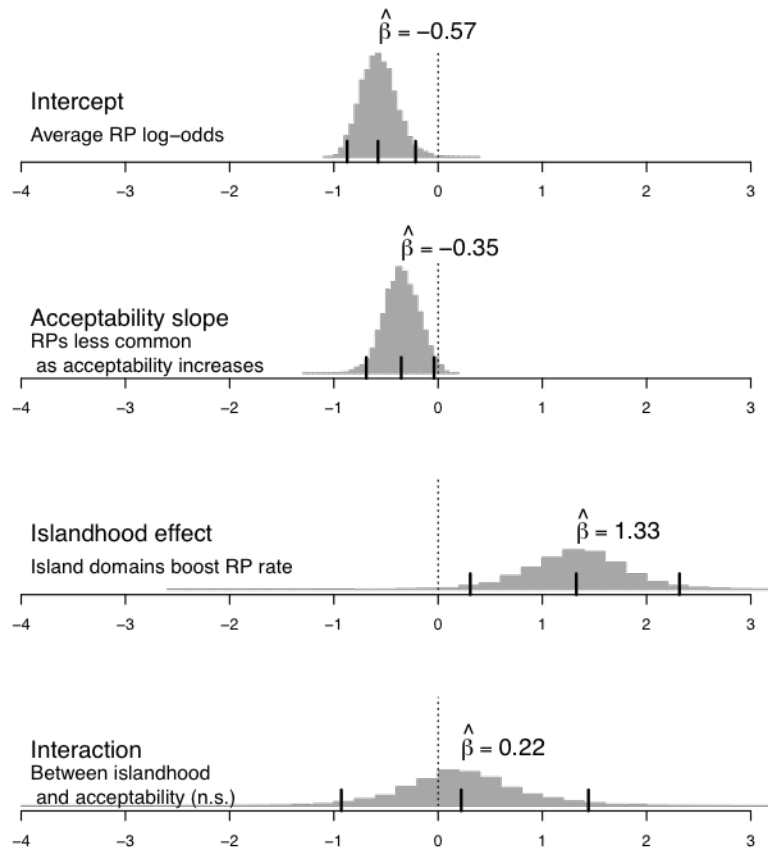 β̂ = −0.57
Intercept
Average RP log−odds
−4 −3 −2 −1 0 1 2 3
β̂ = −0.35
Acceptability slope
RPs less common
as acceptability increases
−4 −3 −2 −1 0 1 2 3
β̂ = 1.33
Islandhood effect
Island domains boost RP rate
−4 −3 −2 −1 0 1 2 3
β̂ = 0.22
Interaction
Between islandhood
and acceptability (n.s.)
−4 −3 −2 −1 0 1 2 3